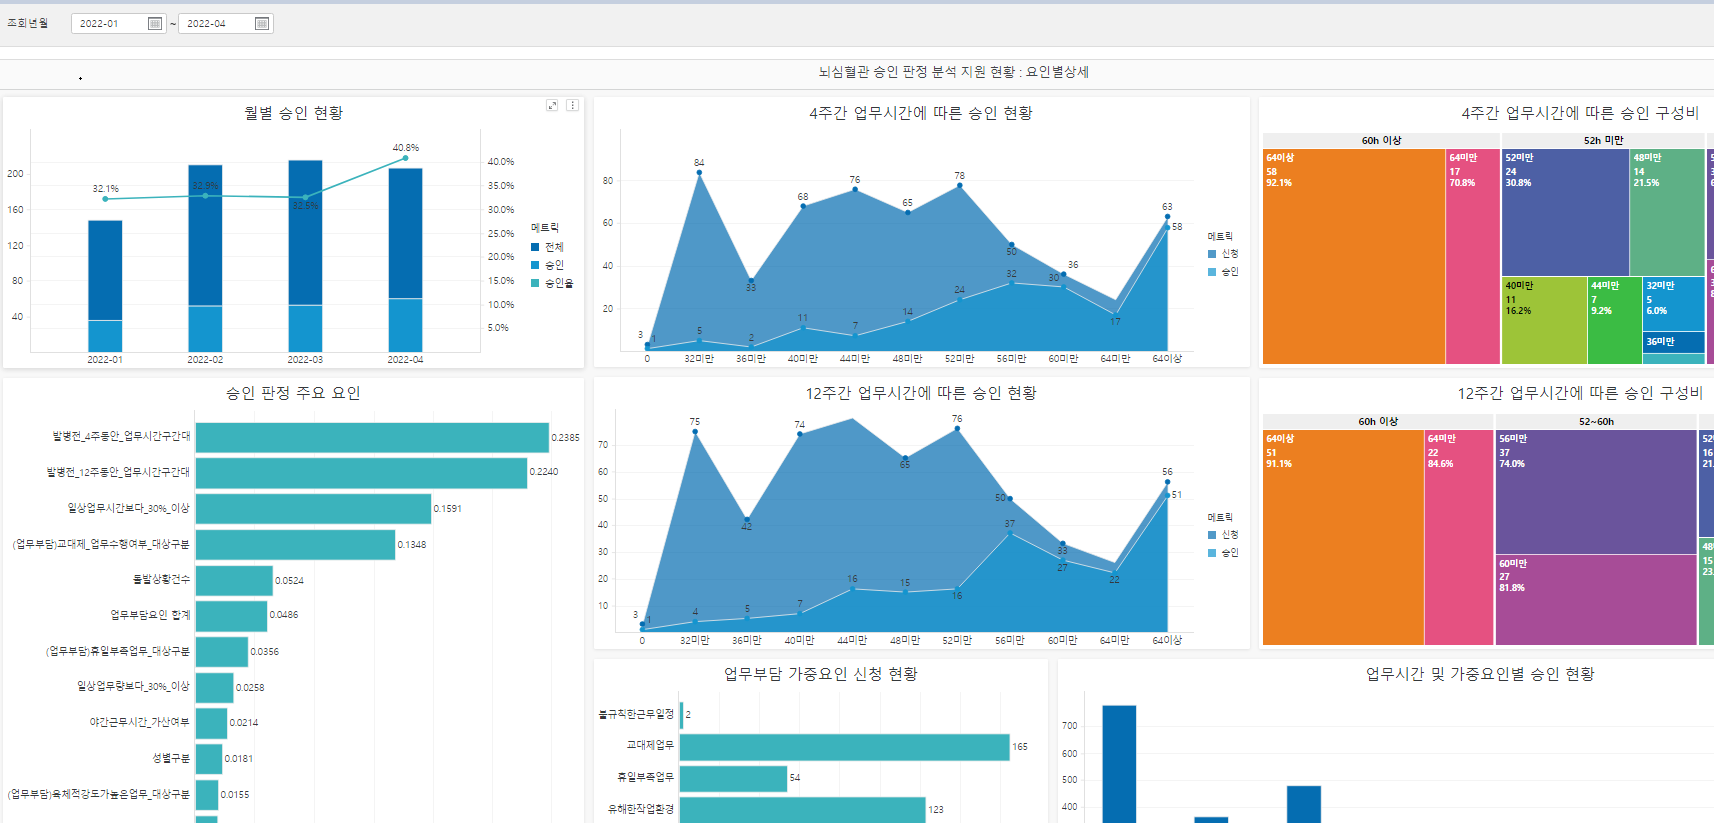 조회년월 2022-01 ~ 2022-04
뇌심혈관 승인 판정 분석 지원 현황 : 요인별상세
월별 승인 현황
200
160
120
80
40
32.1%
32.9%
32.5%
40.8%
40.0%
35.0%
30.0%
25.0%
20.0%
15.0%
10.0%
5.0%
2022-01 2022-02 2022-03 2022-04
메트릭
전체
승인
승인율
4주간 업무시간에 따른 승인 현황
80
60
40
20
3 84 33 68 76 65 78 50 36 63
1 5 2 11 7 14 24 32 30 17 58
0 32미만 36미만 40미만 44미만 48미만 52미만 56미만 60미만 64미만 64이상
메트릭
신청
승인
4주간 업무시간에 따른 승인 구성비
60h 이상
64이상
58
92.1%
64미만
17
70.8%
52h 미만
52미만
24
30.8%
48미만
14
21.5%
40미만
11
16.2%
44미만
7
9.2%
32미만
5
6.0%
36미만
승인 판정 주요 요인
발병전_4주동안_업무시간구간대 0.2385
발병전_12주동안_업무시간구간대 0.2240
일상업무시간보다_30%_이상 0.1591
(업무부담)교대제_업무수행여부_대상구분 0.1348
돌발상황건수 0.0524
업무부담요인 합계 0.0486
(업무부담)휴일부족업무_대상구분 0.0356
일상업무량보다_30%_이상 0.0258
야간근무시간_가산여부 0.0214
성별구분 0.0181
(업무부담)육체적강도가높은업무_대상구분 0.0155
12주간 업무시간에 따른 승인 현황
70
60
50
40
30
20
10
3 75 42 74 65 76 50 33 56
1 4 5 7 16 15 16 37 27 22 51
0 32미만 36미만 40미만 44미만 48미만 52미만 56미만 60미만 64미만 64이상
메트릭
신청
승인
12주간 업무시간에 따른 승인 구성비
60h 이상
64이상
51
91.1%
64미만
22
84.6%
52~60h
56미만
37
74.0%
60미만
27
81.8%
16
15
업무부담 가중요인 신청 현황
불규칙한근무일정 2
교대제업무 165
휴일부족업무 54
유해한작업환경 123
업무시간 및 가중요인별 승인 현황
700
600
500
400